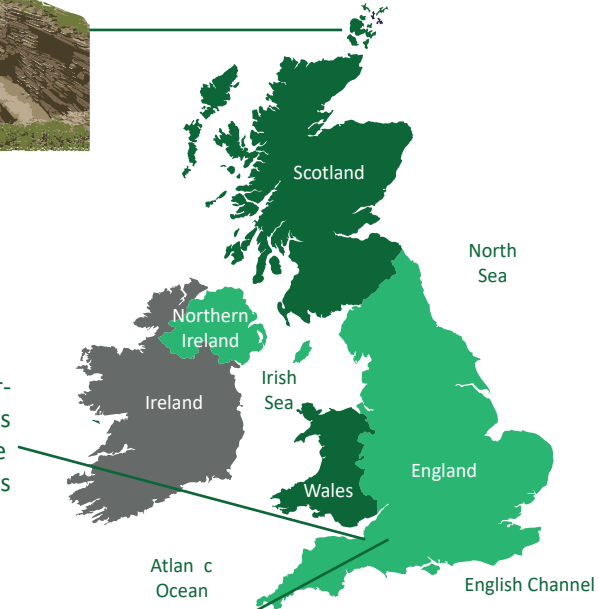 Scotland
North
Sea
Northern
Ireland
Irish
Sea
Ireland
r-
s
e
s
England
Wales
Atlan c
Ocean
English Channel